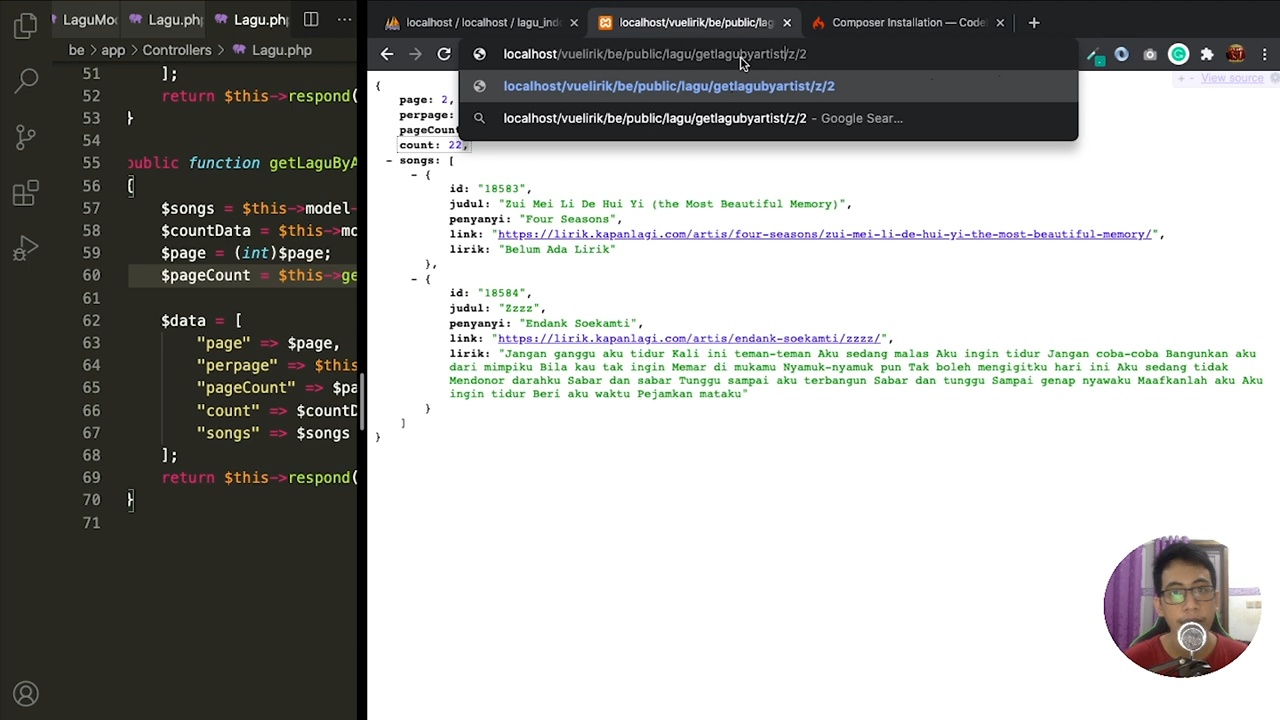 LaguMo
Lagu.ph
Lagu.ph
localhost / localhost / lagu_ind
localhost/vuelirik/be/public/lag
Composer Installation — Codel
be > app > Controllers > Lagu.php
localhost/vuelirik/be/public/lagu/getlagubyartist/z/2
localhost/vuelirik/be/public/lagu/getlagubyartist/z/2
localhost/vuelirik/be/public/lagu/getlagubyartist/z/2 - Google Sear...
+ - View source
51 ];
52 return $this->respond(
53 }
54
55 public function getLaguByA
56 {
57 $songs = $this->model-
58 $countData = $this->mo
59 $page = (int)$page;
60 $pageCount = $this->ge
61
62 $data = [
63 "page" => $page,
64 "perpage" => $this
65 "pageCount" => $pa
66 "count" => $countD
67 "songs" => $songs
68 ];
69 return $this->respond(
70 }
71
{
page: 2,
perpage:
pageCount
count: 22,
- songs: [
- {
id: "18583",
judul: "Zui Mei Li De Hui Yi (the Most Beautiful Memory)",
penyanyi: "Four Seasons",
link: "https://lirik.kapanlagi.com/artis/four-seasons/zui-mei-li-de-hui-yi-the-most-beautiful-memory/",
lirik: "Belum Ada Lirik"
},
- {
id: "18584",
judul: "Zzzz",
penyanyi: "Endank Soekamti",
link: "https://lirik.kapanlagi.com/artis/endank-soekamti/zzzz/",
lirik: "Jangan ganggu aku tidur Kali ini teman-teman Aku sedang malas Aku ingin tidur Jangan coba-coba Bangunkan aku
dari mimpiku Bila kau tak ingin Memar di mukamu Nyamuk-nyamuk pun Tak boleh mengigitku hari ini Aku sedang tidak
Mendonor darahku Sabar dan sabar Tunggu sampai aku terbangun Sabar dan tunggu Sampai genap nyawaku Maafkanlah aku Aku
ingin tidur Beri aku waktu Pejamkan mataku"
}
]
}